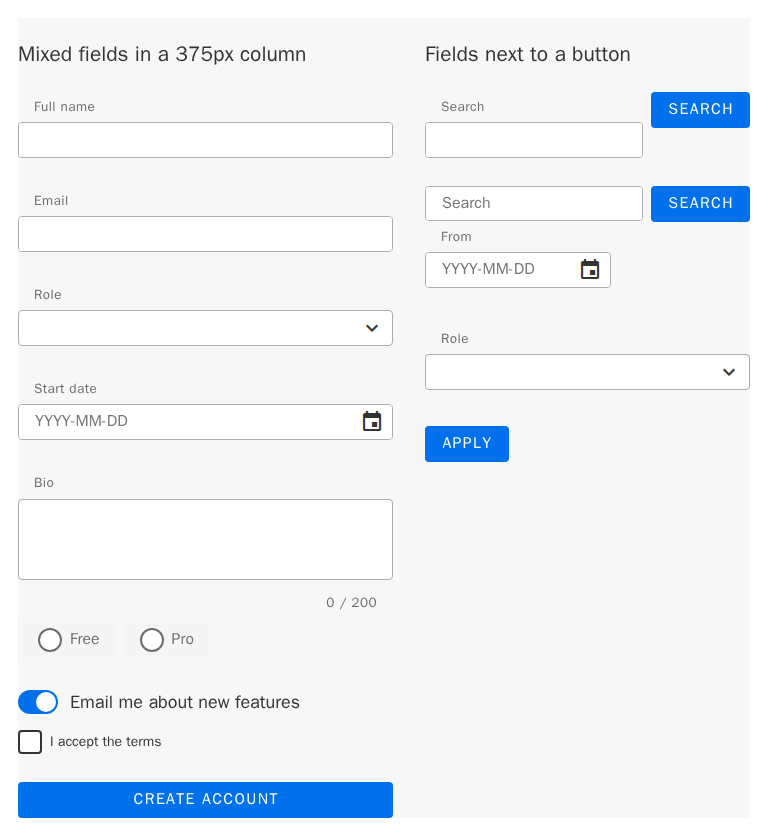 Mixed fields in a 375px column
Full name
Email
Role
Start date
YYYY-MM-DD
Bio
0 / 200
Free
Pro
Email me about new features
I accept the terms
CREATE ACCOUNT
Fields next to a button
Search
SEARCH
Search
SEARCH
From
YYYY-MM-DD
Role
APPLY